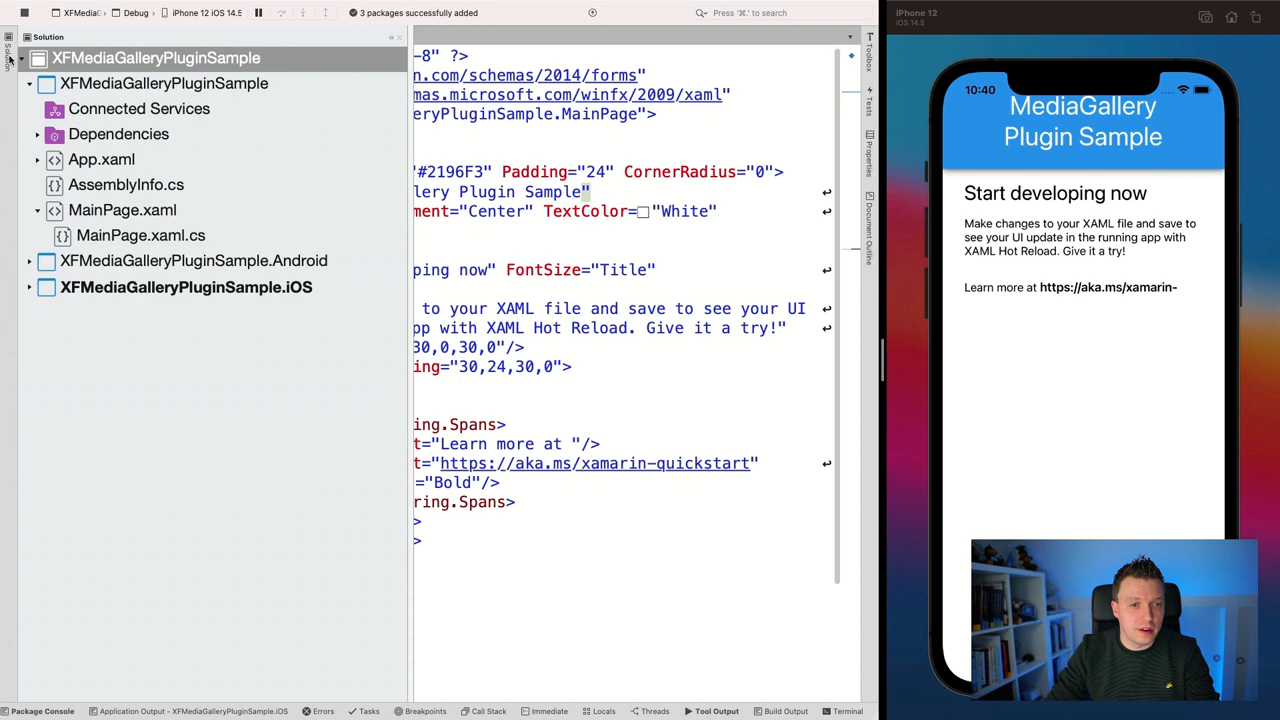 XFMediaG
Debug
iPhone 12 iOS 14.5
3 packages successfully added
Press '⌘.' to search
Solution
Solution
XFMediaGalleryPluginSample
XFMediaGalleryPluginSample
Connected Services
Dependencies
App.xaml
AssemblyInfo.cs
MainPage.xaml
MainPage.xaml.cs
XFMediaGalleryPluginSample.Android
XFMediaGalleryPluginSample.iOS
-8" ?>
n.com/schemas/2014/forms"
mas.microsoft.com/winfx/2009/xaml"
eryPluginSample.MainPage">
"#2196F3" Padding="24" CornerRadius="0">
lery Plugin Sample"
ment="Center" TextColor="White"
ping now" FontSize="Title"
to your XAML file and save to see your UI
pp with XAML Hot Reload. Give it a try!"
30,0,30,0"/>
ing="30,24,30,0">
ing.Spans>
t="Learn more at "/>
t="https://aka.ms/xamarin-quickstart"
="Bold"/>
ring.Spans>
>
>
Toolbox
Tests
Properties
Document Outline
iPhone 12
iOS 14.5
10:40
MediaGallery
Plugin Sample
Start developing now
Make changes to your XAML file and save to
see your UI update in the running app with
XAML Hot Reload. Give it a try!
Learn more at https://aka.ms/xamarin-
Package Console
Application Output - XFMediaGalleryPluginSample.iOS
Errors
Tasks
Breakpoints
Call Stack
Immediate
Locals
Threads
Tool Output
Build Output
Terminal